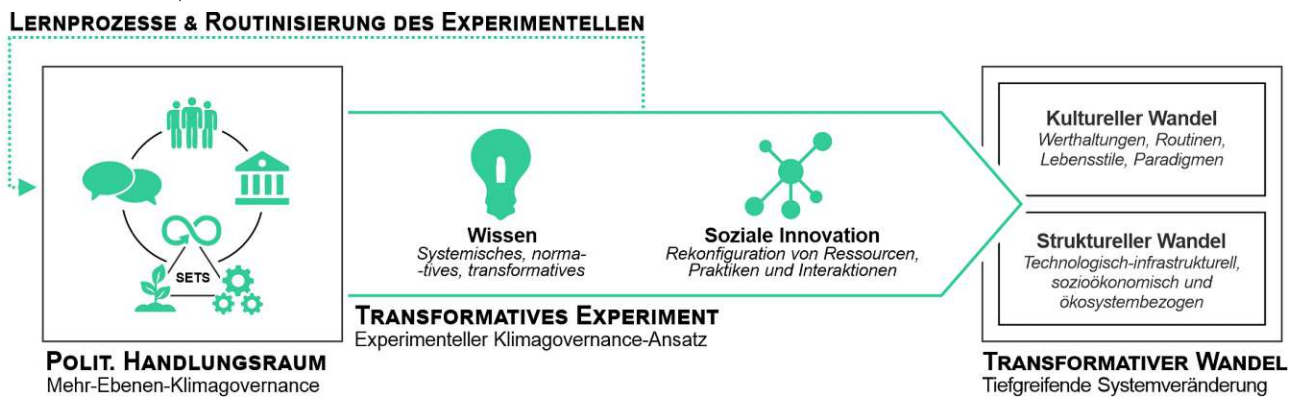 LERNPROZESSE & ROUTINISIERUNG DES EXPERIMENTELLEN
SETS
POLIT. HANDLUNGSRAUM
Mehr-Ebenen-Klimagovernance
Wissen
Systemisches, norma-
-tives, transformatives
Soziale Innovation
Rekonfiguration von Ressourcen,
Praktiken und Interaktionen
TRANSFORMATIVES EXPERIMENT
Experimenteller Klimagovernance-Ansatz
Kultureller Wandel
Werthaltungen, Routinen,
Lebensstile, Paradigmen
Struktureller Wandel
Technologisch-infrastrukturell,
sozioökonomisch und
ökosystembezogen
TRANSFORMATIVER WANDEL
Tiefgreifende Systemveränderung